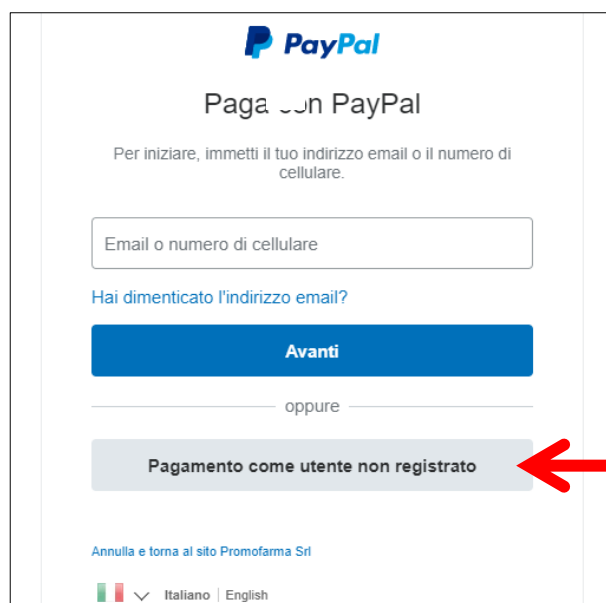 PayPal
Paga con PayPal
Per iniziare, immetti il tuo indirizzo email o il numero di
cellulare.
Email o numero di cellulare
Hai dimenticato l'indirizzo email?
Avanti
oppure
Pagamento come utente non registrato
Annulla e torna al sito Promofarma Srl
Italiano | English